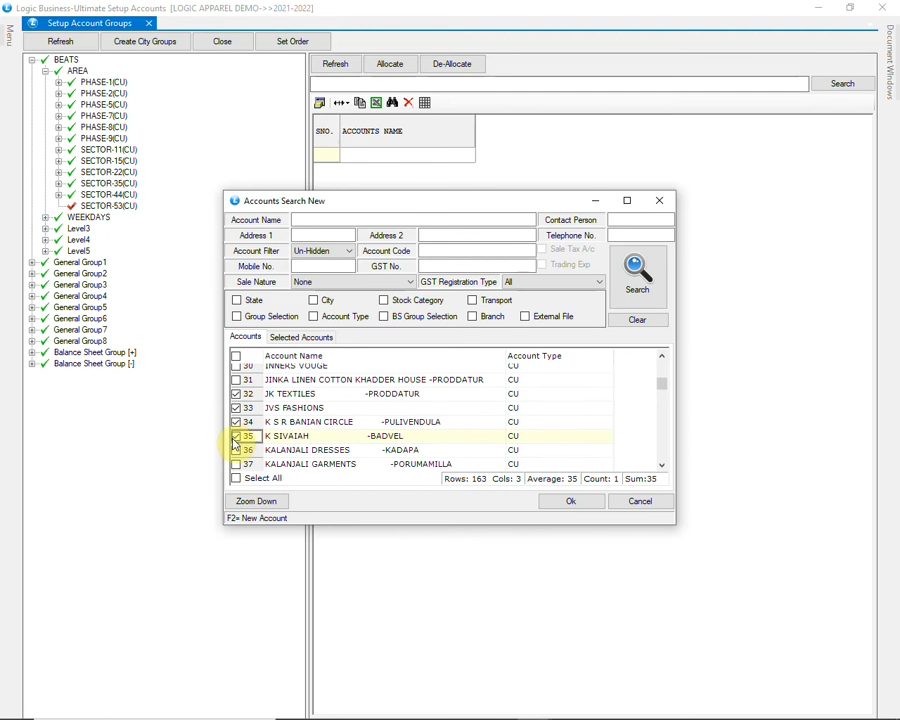 Logic Business-Ultimate Setup Accounts [LOGIC APPAREL DEMO->>2021-2022]
Menu
Setup Account Groups
Document Windows
Refresh Create City Groups Close Set Order
BEATS
AREA
PHASE-1(CU)
PHASE-2(CU)
PHASE-5(CU)
PHASE-7(CU)
PHASE-8(CU)
PHASE-9(CU)
SECTOR-11(CU)
SECTOR-15(CU)
SECTOR-22(CU)
SECTOR-35(CU)
SECTOR-44(CU)
SECTOR-53(CU)
WEEKDAYS
Level3
Level4
Level5
General Group1
General Group2
General Group3
General Group4
General Group5
General Group6
General Group7
General Group8
Balance Sheet Group [+]
Balance Sheet Group [-]
Refresh Allocate De-Allocate
Search
SNO. ACCOUNTS NAME
Accounts Search New
Account Name Contact Person
Address 1 Address 2 Telephone No.
Account Filter Un-Hidden Account Code Sale Tax A/c
Mobile No. GST No. Trading Exp
Sale Nature None GST Registration Type All
Search
State City Stock Category Transport
Group Selection Account Type BS Group Selection Branch External File
Clear
Accounts Selected Accounts
Account Name Account Type
30 INNERS VOUGE CU
31 JINKA LINEN COTTON KHADDER HOUSE -PRODDATUR CU
32 JK TEXTILES -PRODDATUR CU
33 JVS FASHIONS CU
34 K S R BANIAN CIRCLE -PULIVENDULA CU
35 K SIVAIAH -BADVEL CU
36 KALANJALI DRESSES -KADAPA CU
37 KALANJALI GARMENTS -PORUMAMILLA CU
Select All Rows: 163 Cols: 3 Average: 35 Count: 1 Sum:35
Zoom Down Ok Cancel
F2= New Account